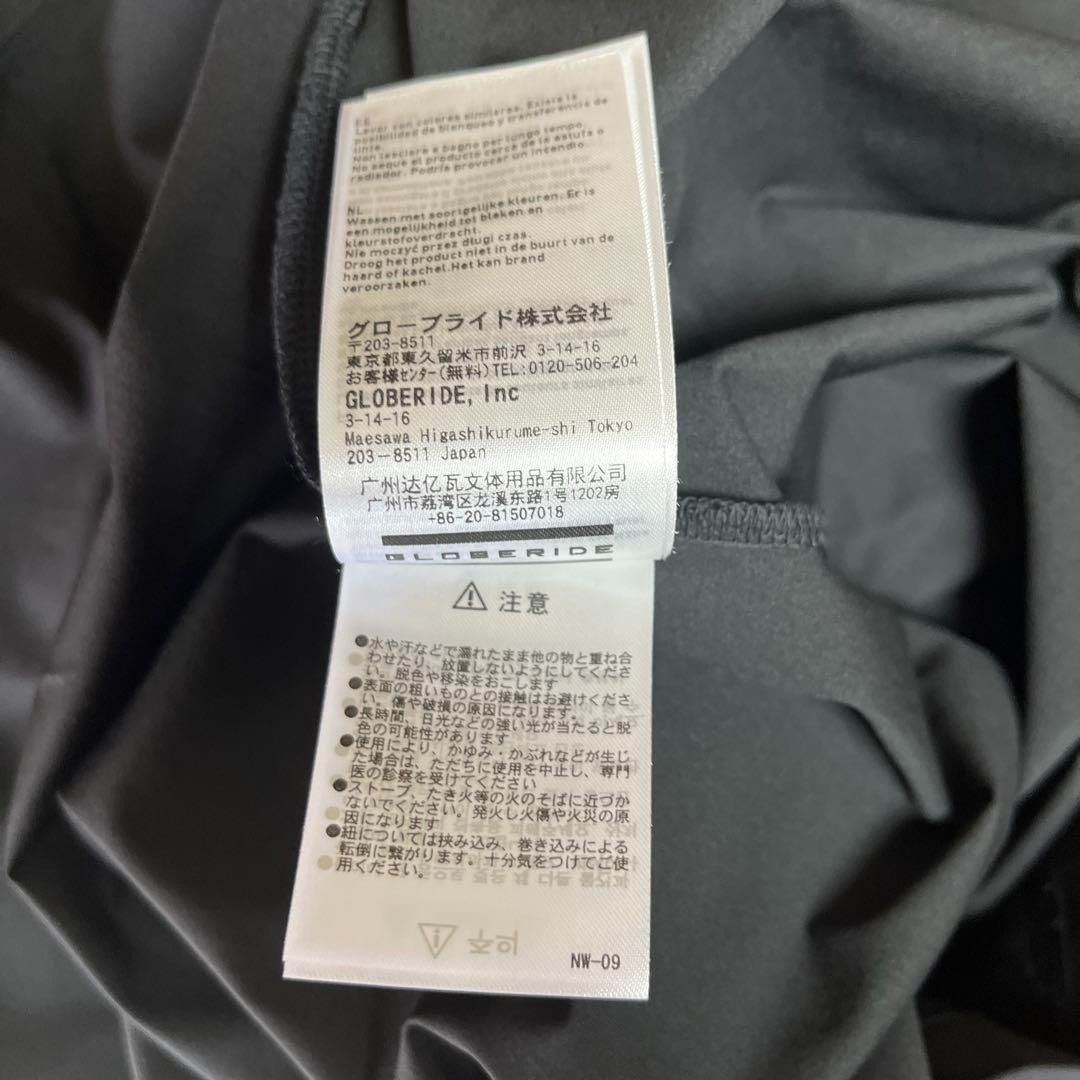 ES
Lavar con colores similares. Existe la
posibilidad de blanqueo y transferencia de
tinte.
Non lasciare a bagno per lungo tempo.
No seque el producto cerca de la estufa o
radiador. Podría provocar un incendio.
NL
Wassen met soortgelijke kleuren. Er is
een mogelijkheid tot bleken en
kleurstofoverdracht.
Nie moczyć przez długi czas.
Droog het product niet in de buurt van de
haard of kachel.Het kan brand
veroorzaken.
グローブライド株式会社
〒203-8511
東京都東久留米市前沢 3-14-16
お客様センター(無料)TEL:0120-506-204
GLOBERIDE, Inc
3-14-16
Maesawa Higashikurume-shi Tokyo
203-8511 Japan
广州达亿瓦文体用品有限公司
广州市荔湾区龙溪东路1号1202房
+86-20-81507018
GLOBERIDE
⚠ 注意
●水や汗などで濡れたまま他の物と重ね合
わせたり、放置しないようにしてくださ
い。脱色や移染をおこします
●表面の粗いものとの接触はお避けくださ
い。傷や破損の原因になります。
●長時間、日光などの強い光が当たると脱
色の可能性があります
●使用により、かゆみ・かぶれなどが生じ
た場合は、ただちに使用を中止し、専門
医の診察を受けてください
●ストーブ、たき火等の火のそばに近づか
ないでください。発火し火傷や火災の原
因になります
●紐については挟み込み、巻き込みによる
転倒に繋がります。十分気をつけてご使
用ください。
NW-09